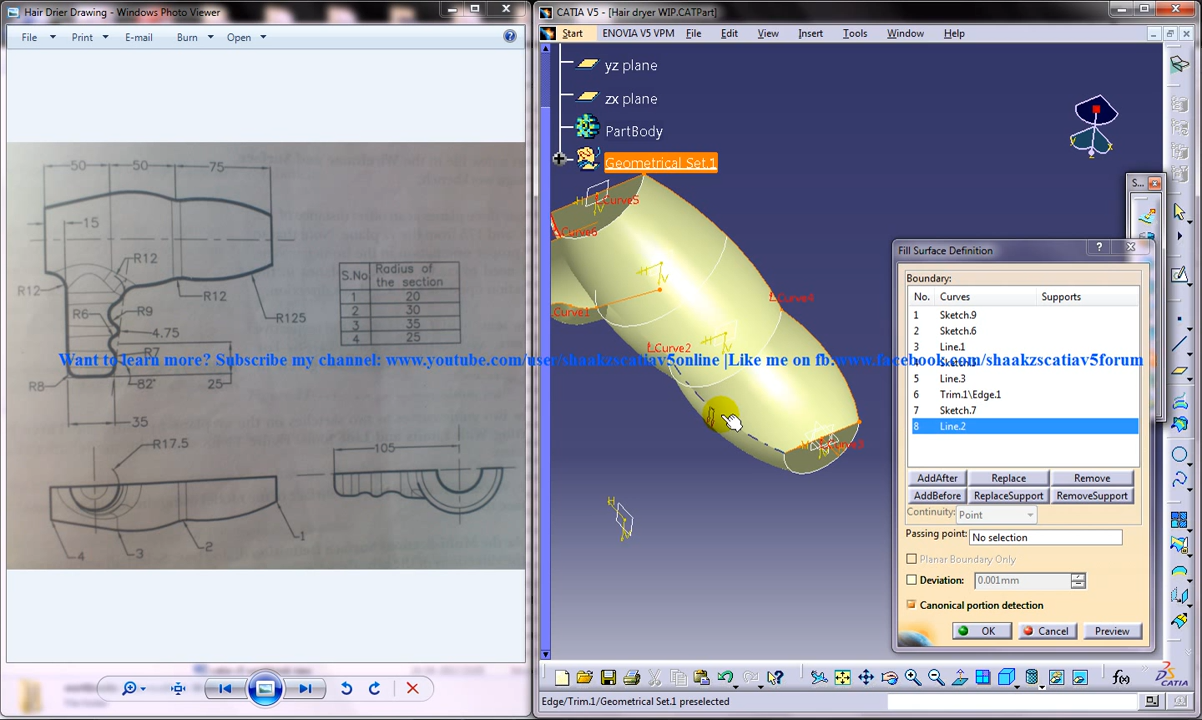 Hair Drier Drawing - Windows Photo Viewer
File Print E-mail Burn Open
50 50 75
15
R12
R12
R12
R9
R6
4.75
R7
R125
R8
82°
25
35
S.No Radius of the section
1 20
2 30
3 35
4 25
R17.5
105
1
2
3
4
CATIA V5 - [Hair dryer WIP.CATPart]
Start ENOVIA V5 VPM File Edit View Insert Tools Window Help
yz plane
zx plane
PartBody
Geometrical Set.1
Curve5
Curve6
Curve4
Curve1
Curve2
Curve3
H
V
S...
Want to learn more? Subscribe my channel: www.youtube.com/user/shaakzscatiav5online |Like me on fb:www.facebook.com/shaakzscatiav5forum
Fill Surface Definition
Boundary:
No. Curves Supports
1 Sketch.9
2 Sketch.6
3 Line.1
5 Line.3
6 Trim.1\Edge.1
7 Sketch.7
8 Line.2
AddAfter Replace Remove
AddBefore ReplaceSupport RemoveSupport
Continuity: Point
Passing point: No selection
Planar Boundary Only
Deviation: 0.001mm
Canonical portion detection
OK Cancel Preview
f(x)
CATIA
Edge/Trim.1/Geometrical Set.1 preselected